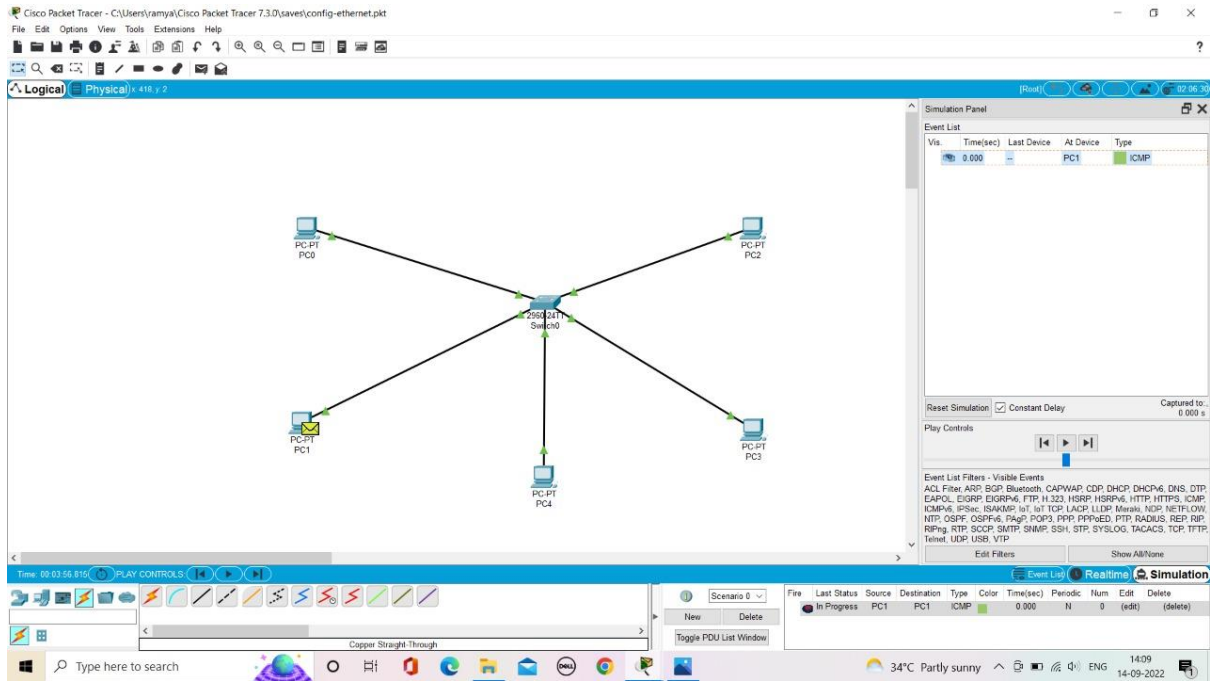 Cisco Packet Tracer - C:\Users\ramya\Cisco Packet Tracer 7.3.0\saves\config-ethernet.pkt
File Edit Options View Tools Extensions Help
?
Logical Physical x: 418, y: 2
[Root] 02:06:30
Simulation Panel
Event List
Vis. Time(sec) Last Device At Device Type
0.000 -- PC1 ICMP
PC-PT
PC0
PC-PT
PC2
2960-24TT
Switch0
PC-PT
PC1
PC-PT
PC3
PC-PT
PC4
Reset Simulation Constant Delay Captured to:
0.000 s
Play Controls
Event List Filters - Visible Events
ACL Filter, ARP, BGP, Bluetooth, CAPWAP, CDP, DHCP, DHCPv6, DNS, DTP,
EAPOL, EIGRP, EIGRPv6, FTP, H.323, HSRP, HSRPv6, HTTP, HTTPS, ICMP,
ICMPv6, IPSec, ISAKMP, IoT, IoT TCP, LACP, LLDP, Meraki, NDP, NETFLOW,
NTP, OSPF, OSPFv6, PAgP, POP3, PPP, PPPoED, PTP, RADIUS, REP, RIP,
RIPng, RTP, SCCP, SMTP, SNMP, SSH, STP, SYSLOG, TACACS, TCP, TFTP,
Telnet, UDP, USB, VTP
Edit Filters Show All/None
Time: 00:03:56.815 PLAY CONTROLS: Event List Realtime Simulation
Scenario 0
New Delete
Toggle PDU List Window
Fire Last Status Source Destination Type Color Time(sec) Periodic Num Edit Delete
In Progress PC1 PC1 ICMP 0.000 N 0 (edit) (delete)
Copper Straight-Through
Type here to search
34°C Partly sunny ENG 14:09
14-09-2022